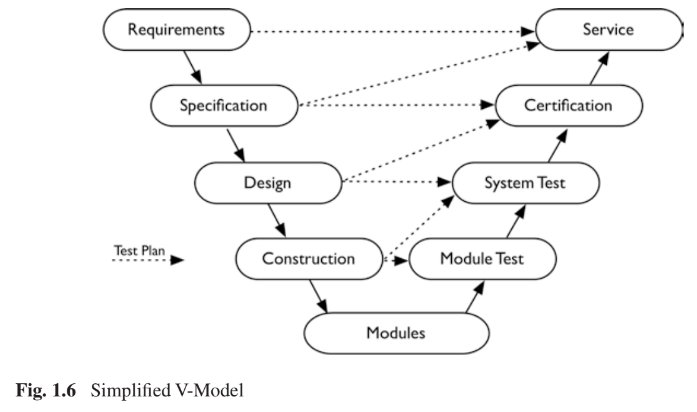 Requirements
Service
Specification
Certification
Design
System Test
Test Plan
Construction
Module Test
Modules
Fig. 1.6 Simplified V-Model